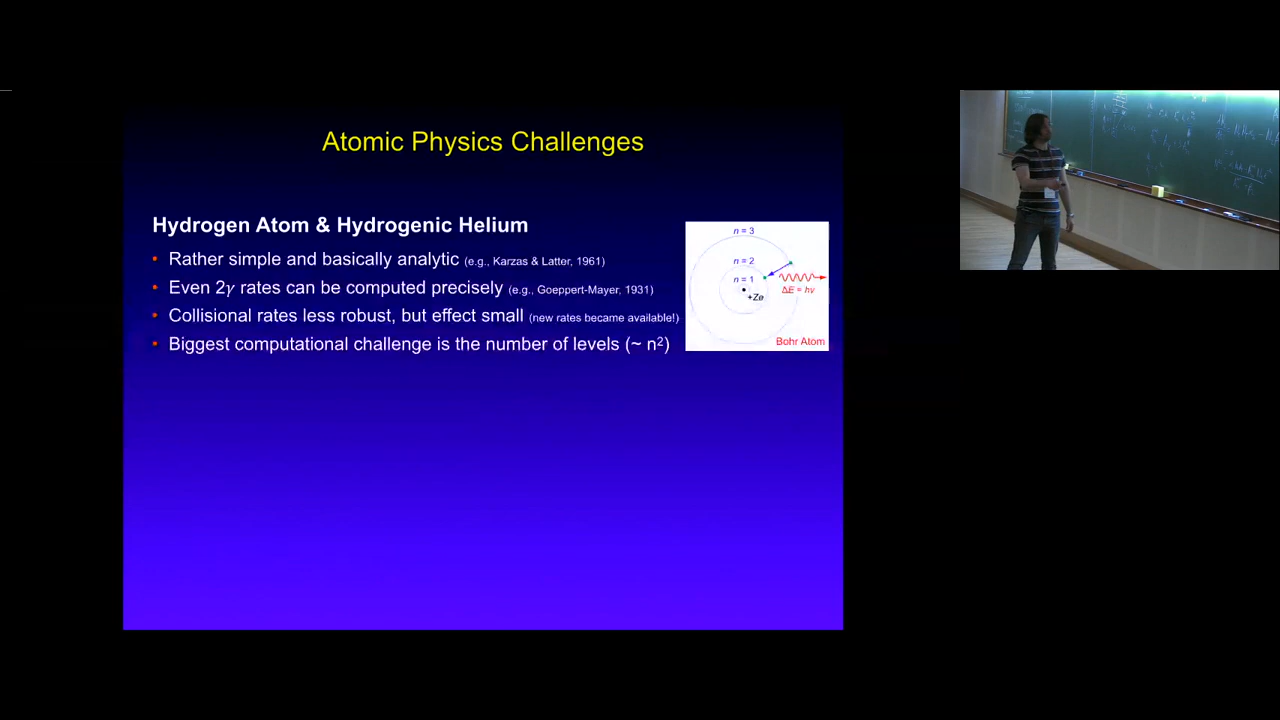 Atomic Physics Challenges
Hydrogen Atom & Hydrogenic Helium
• Rather simple and basically analytic (e.g., Karzas & Latter, 1961)
• Even 2γ rates can be computed precisely (e.g., Goeppert-Mayer, 1931)
• Collisional rates less robust, but effect small (new rates became available!)
• Biggest computational challenge is the number of levels (~ n²)
n = 3
n = 2
n = 1
+Ze
ΔE = hν
Bohr Atom